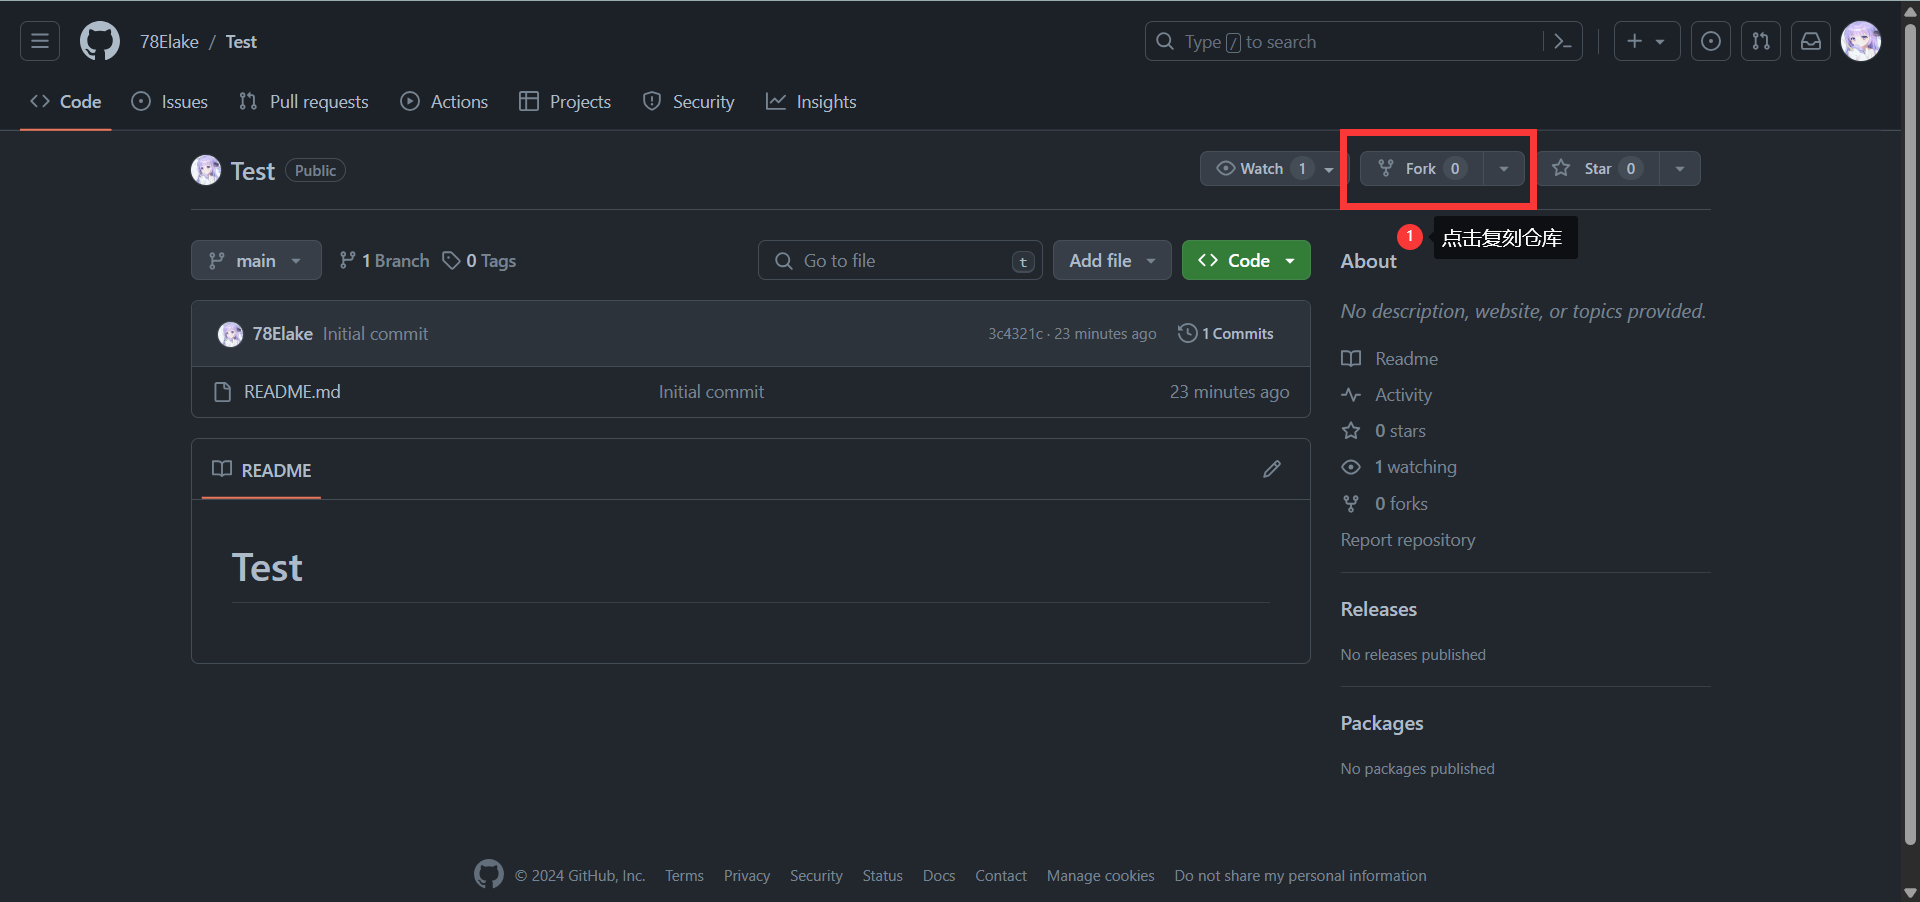 78Elake / Test
Type / to search
Code Issues Pull requests Actions Projects Security Insights
Test Public
Watch 1 Fork 0 Star 0
1 点击复刻仓库
main 1 Branch 0 Tags
Go to file t Add file Code
78Elake Initial commit 3c4321c · 23 minutes ago 1 Commits
README.md Initial commit 23 minutes ago
README
Test
About
No description, website, or topics provided.
Readme
Activity
0 stars
1 watching
0 forks
Report repository
Releases
No releases published
Packages
No packages published
© 2024 GitHub, Inc. Terms Privacy Security Status Docs Contact Manage cookies Do not share my personal information